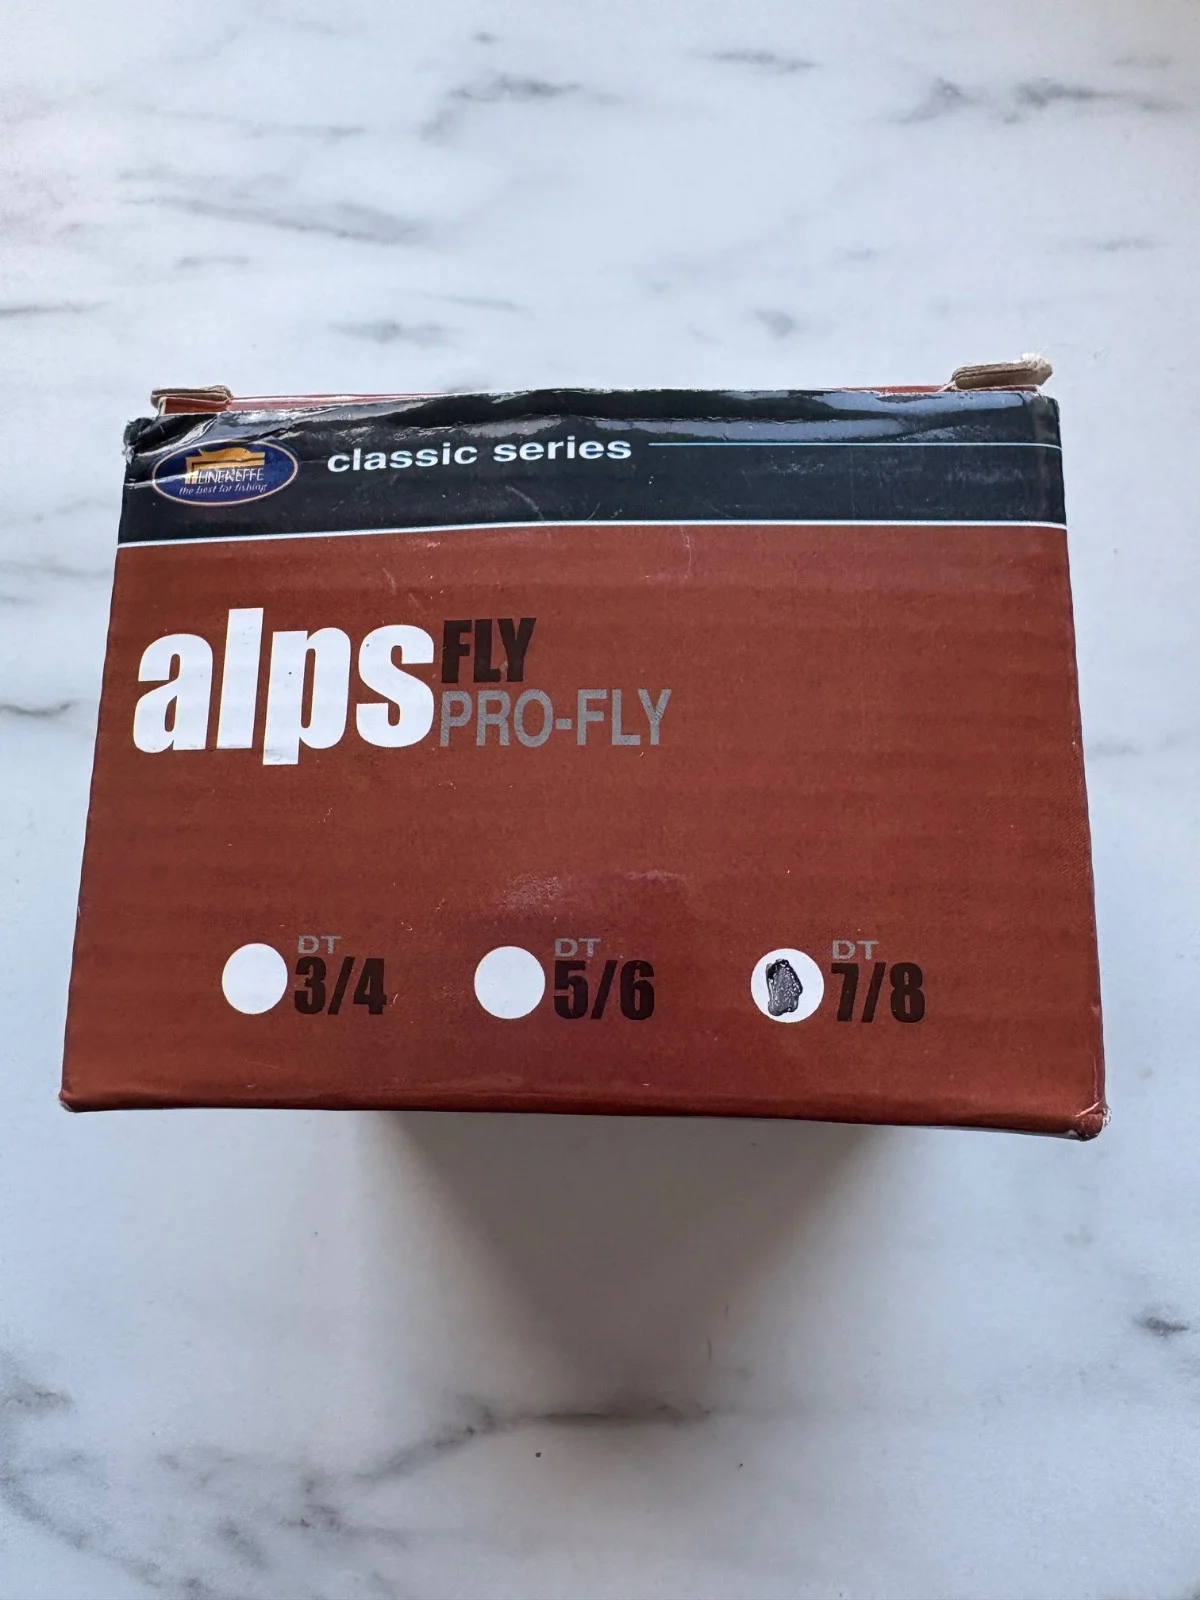 LINEAEFFE
the best for fishing
classic series
alps FLY
PRO-FLY
DT
3/4
DT
5/6
DT
7/8